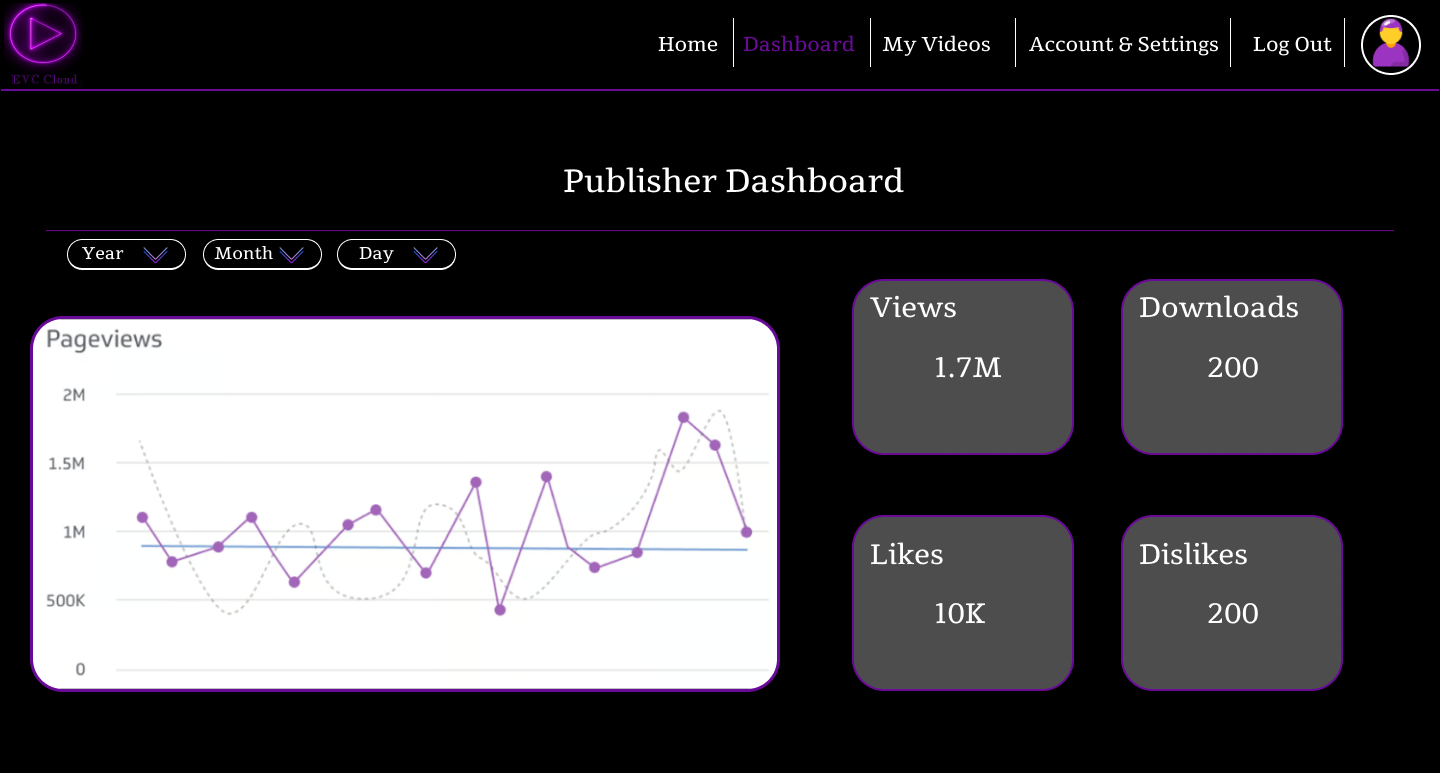 EVC Cloud
Home
Dashboard
My Videos
Account & Settings
Log Out
Publisher Dashboard
Year
Month
Day
Pageviews
2M
1.5M
1M
500K
0
Views
1.7M
Downloads
200
Likes
10K
Dislikes
200